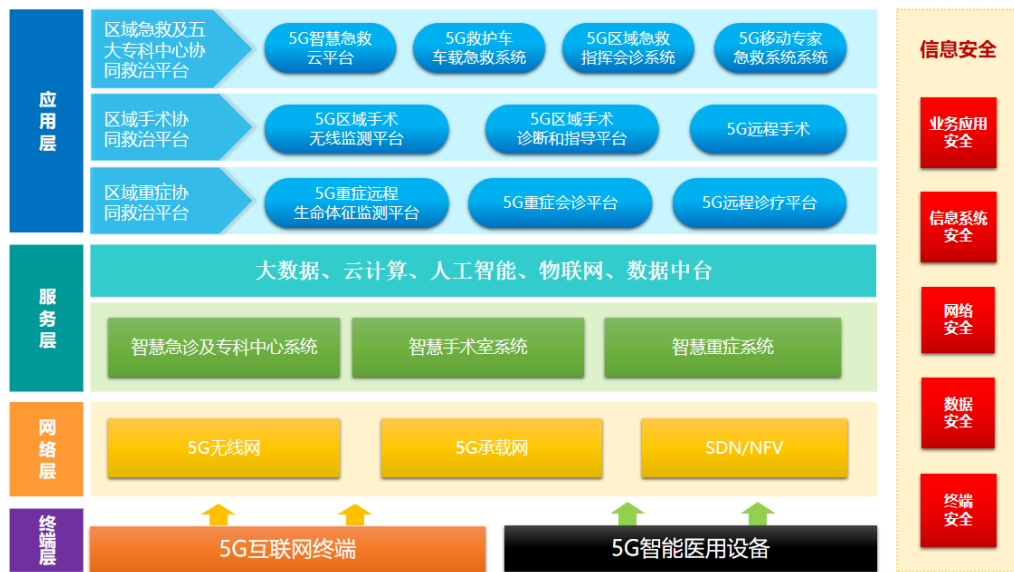 应
用
层
区域急救及五
大专科中心协
同救治平台
5G智慧急救
云平台
5G救护车
车载急救系统
5G区域急救
指挥会诊系统
5G移动专家
急救系统系统
区域手术协
同救治平台
5G区域手术
无线监测平台
5G区域手术
诊断和指导平台
5G远程手术
区域重症协
同救治平台
5G重症远程
生命体征监测平台
5G重症会诊平台
5G远程诊疗平台
服
务
层
大数据、云计算、人工智能、物联网、数据中台
智慧急诊及专科中心系统
智慧手术室系统
智慧重症系统
网
络
层
5G无线网
5G承载网
SDN/NFV
终
端
层
5G互联网终端
5G智能医用设备
信息安全
业务应用
安全
信息系统
安全
网络
安全
数据
安全
终端
安全